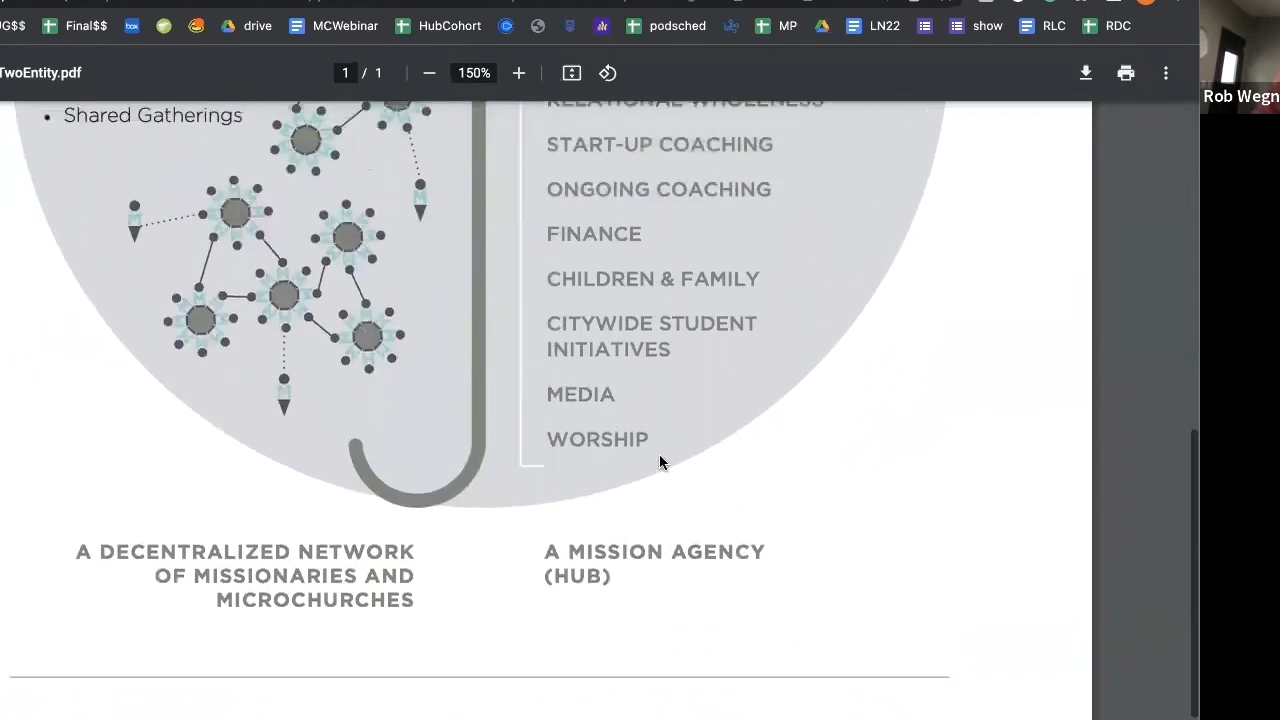 G$$ Final$$ drive MCWebinar HubCohort podsched MP LN22 show RLC RDC
TwoEntity.pdf 1 / 1 150%
Rob Wegn
RELATIONAL WHOLENESS
• Shared Gatherings
START-UP COACHING
ONGOING COACHING
FINANCE
CHILDREN & FAMILY
CITYWIDE STUDENT
INITIATIVES
MEDIA
WORSHIP
A DECENTRALIZED NETWORK
OF MISSIONARIES AND
MICROCHURCHES
A MISSION AGENCY
(HUB)